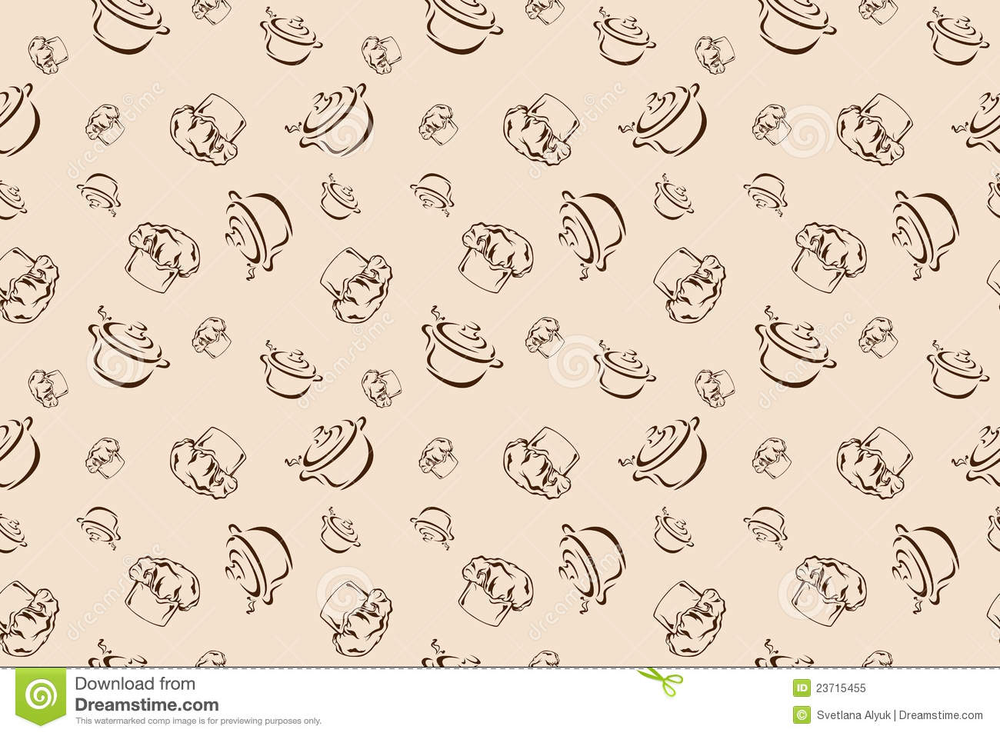 Download from
Dreamstime.com
This watermarked comp image is for previewing purposes only.
ID 23715455
© Svetlana Alyuk | Dreamstime.com